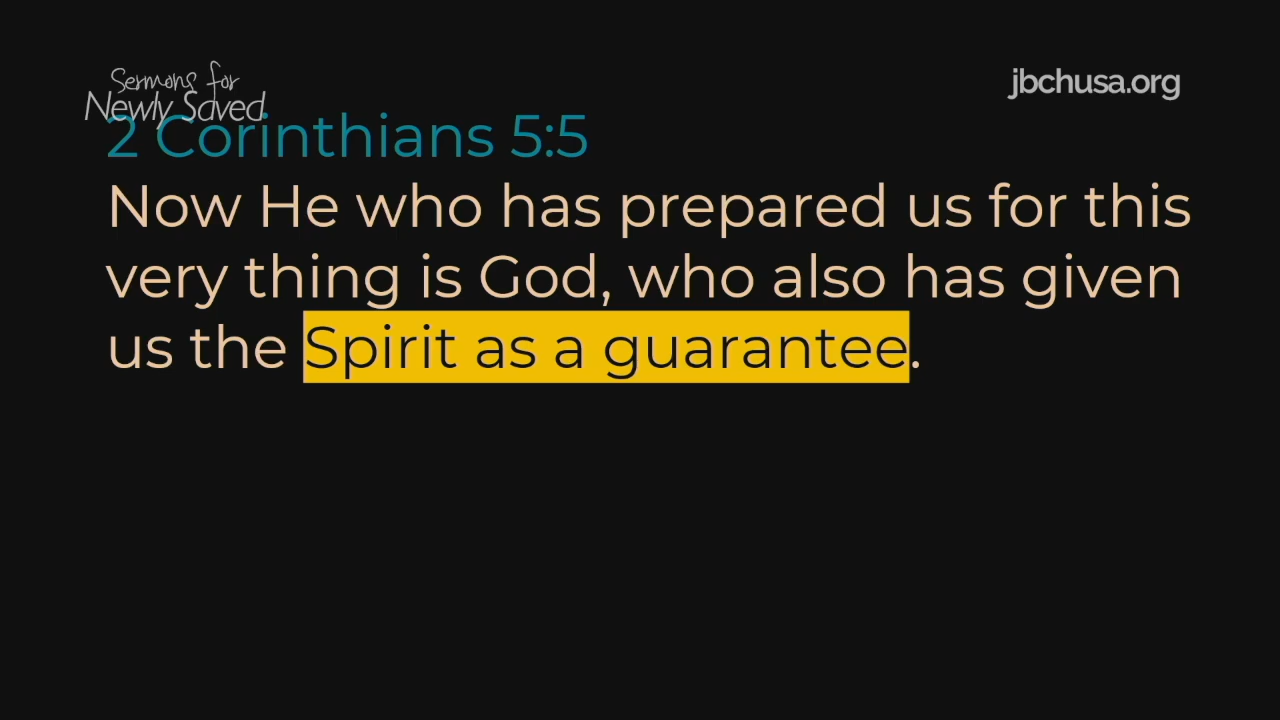 Sermons for
Newly Saved
jbchusa.org
2 Corinthians 5:5
Now He who has prepared us for this
very thing is God, who also has given
us the Spirit as a guarantee.